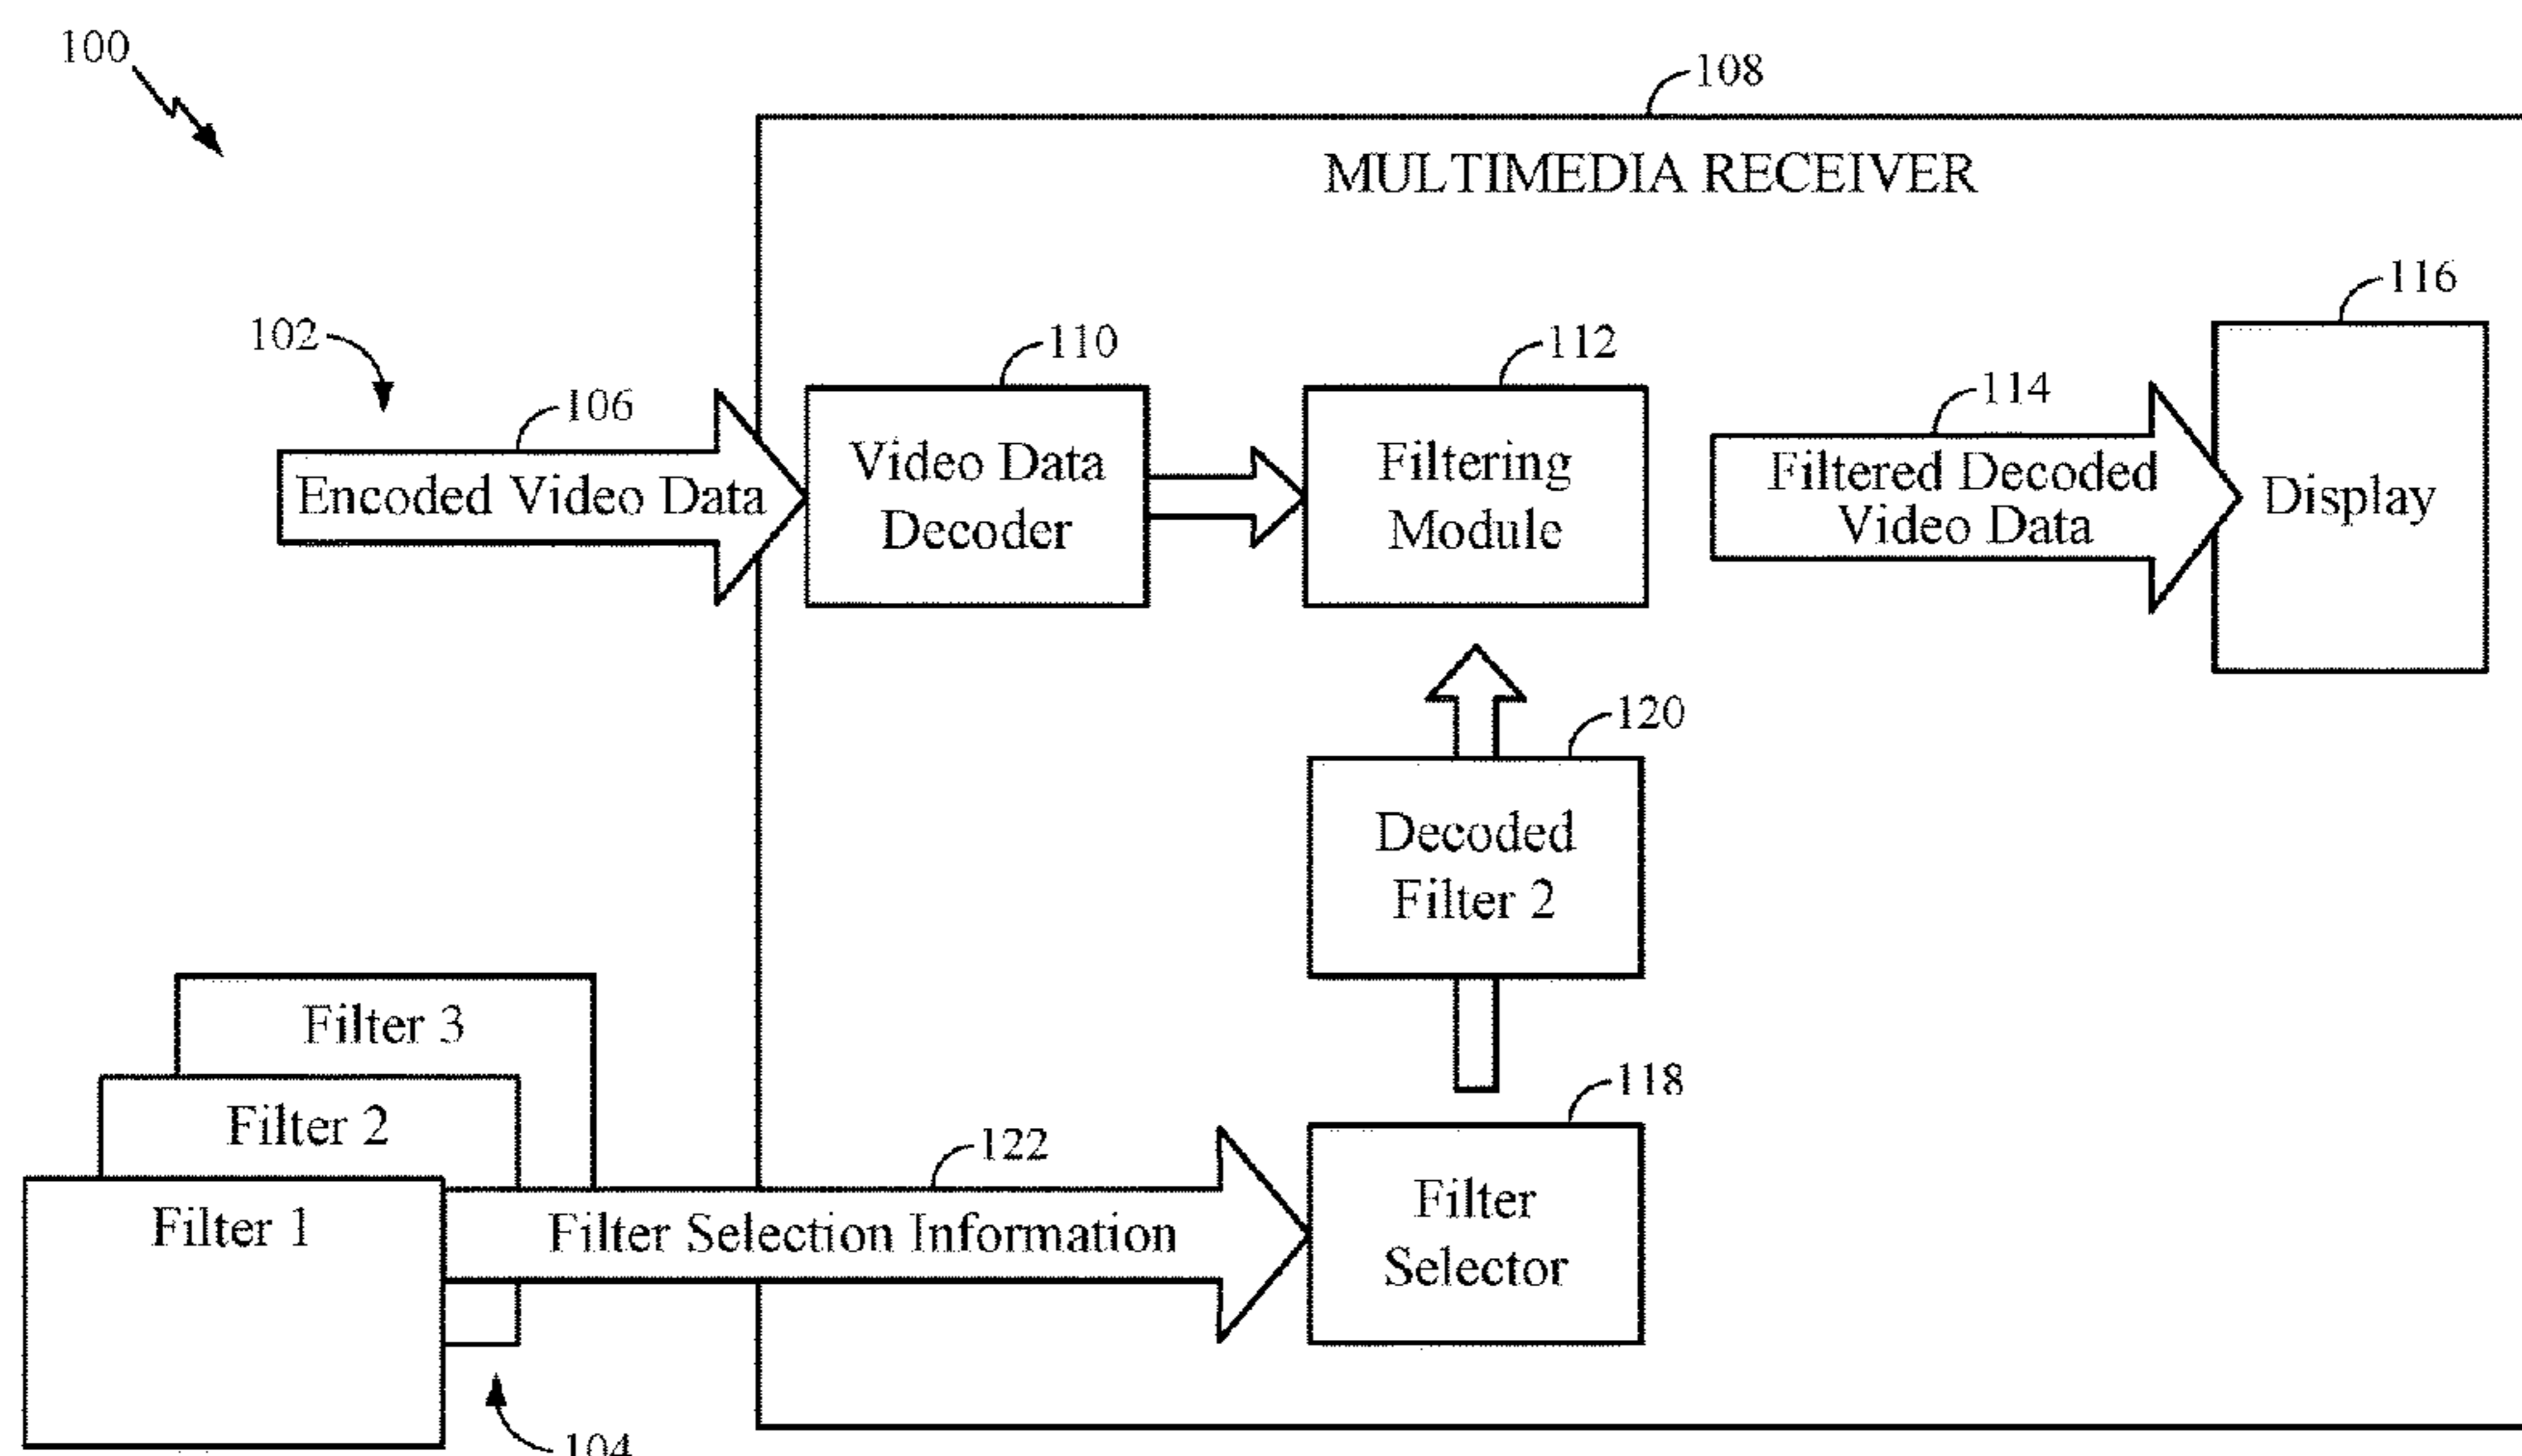 100
108
MULTIMEDIA RECEIVER
116
102
110
112
106
114
Encoded Video Data
Video Data
Decoder
Filtering
Module
Filtered Decoded
Video Data
Display
120
Decoded
Filter 2
Filter 3
Filter 2
Filter 1
122
Filter Selection Information
118
Filter
Selector
104